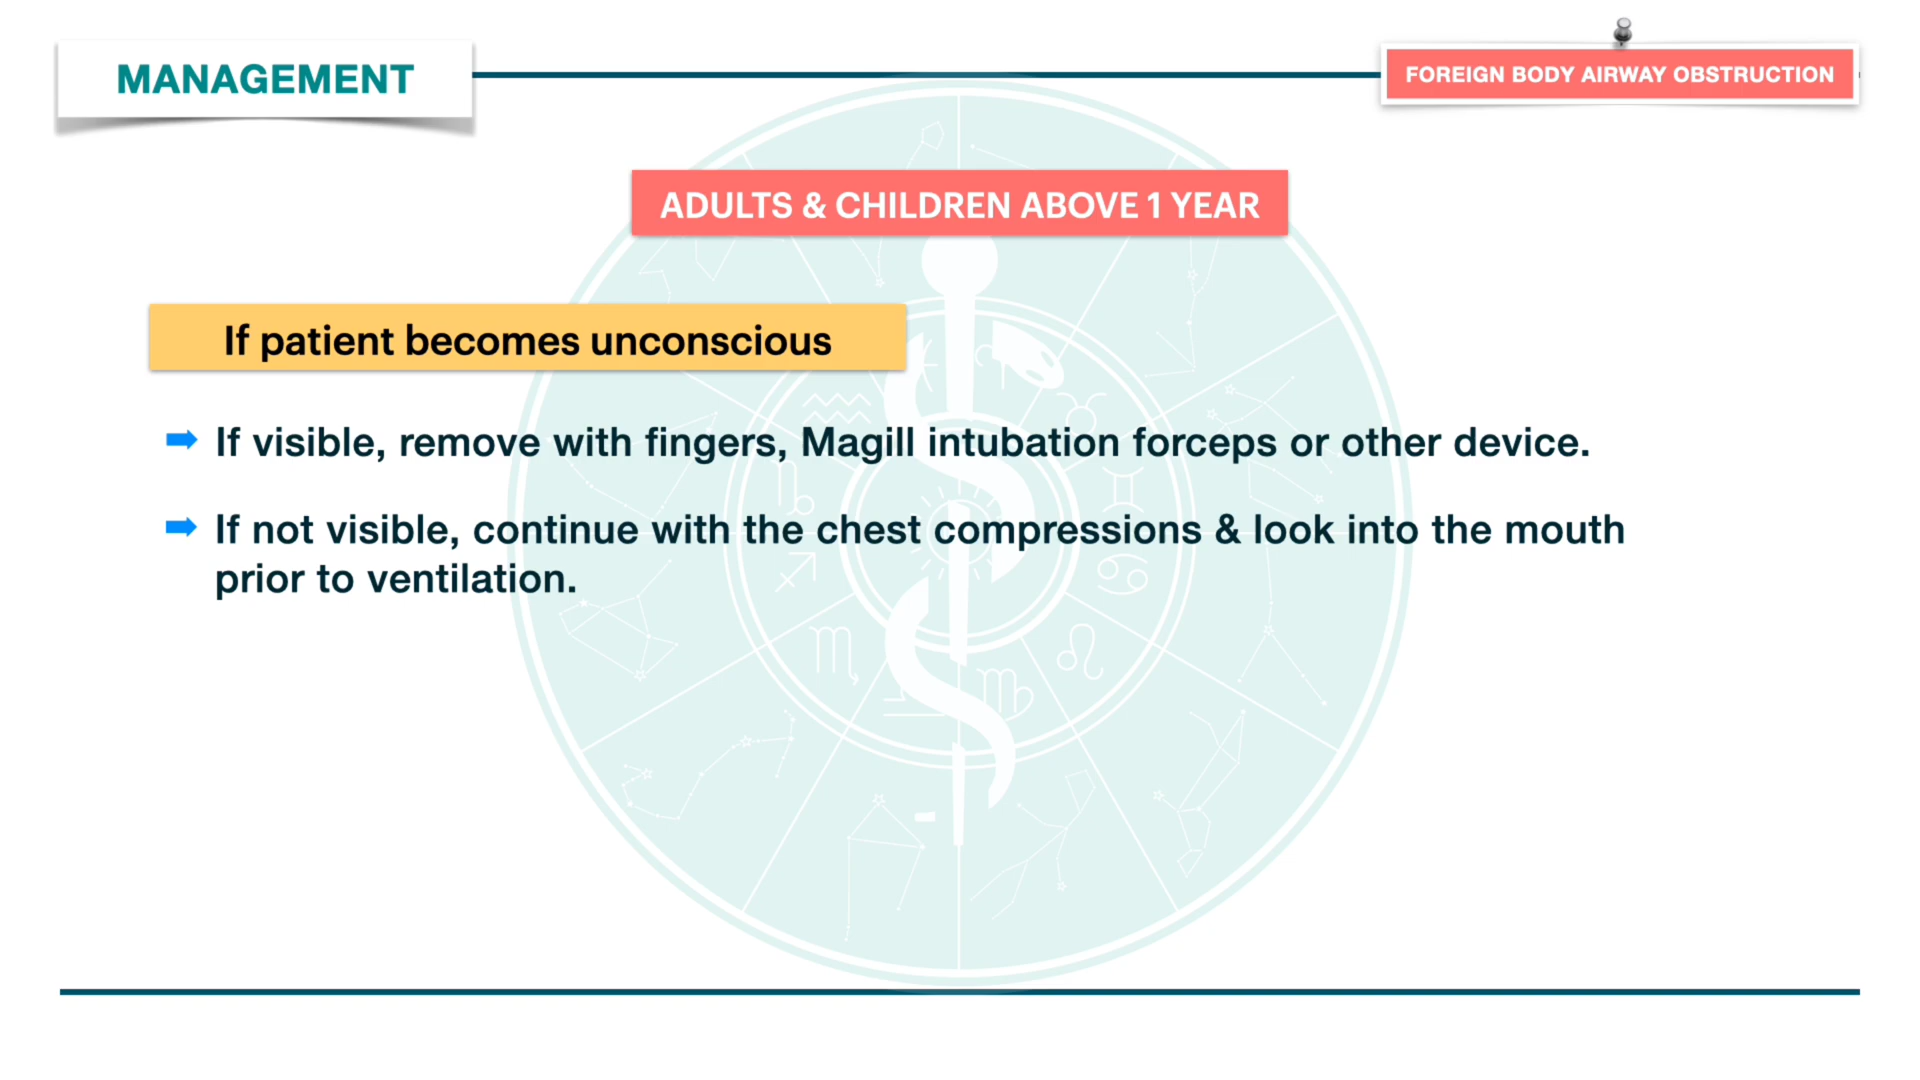 MANAGEMENT
FOREIGN BODY AIRWAY OBSTRUCTION
ADULTS & CHILDREN ABOVE 1 YEAR
If patient becomes unconscious
If visible, remove with fingers, Magill intubation forceps or other device.
If not visible, continue with the chest compressions & look into the mouth
prior to ventilation.